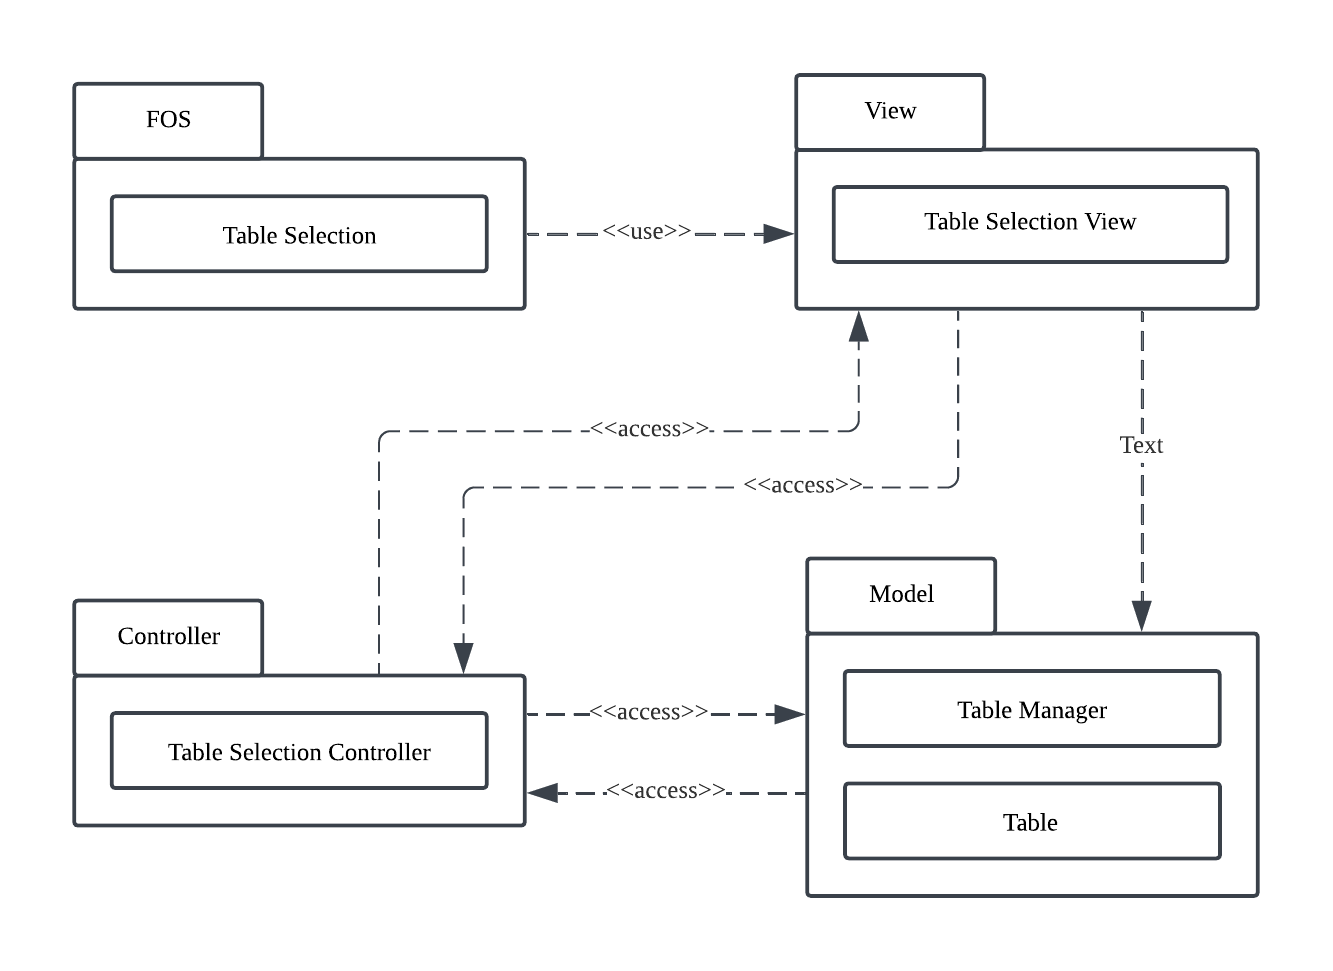 FOS
View
Table Selection
<<use>>
Table Selection View
<<access>>
<<access>>
Text
Model
Controller
Table Selection Controller
<<access>>
<<access>>
Table Manager
Table